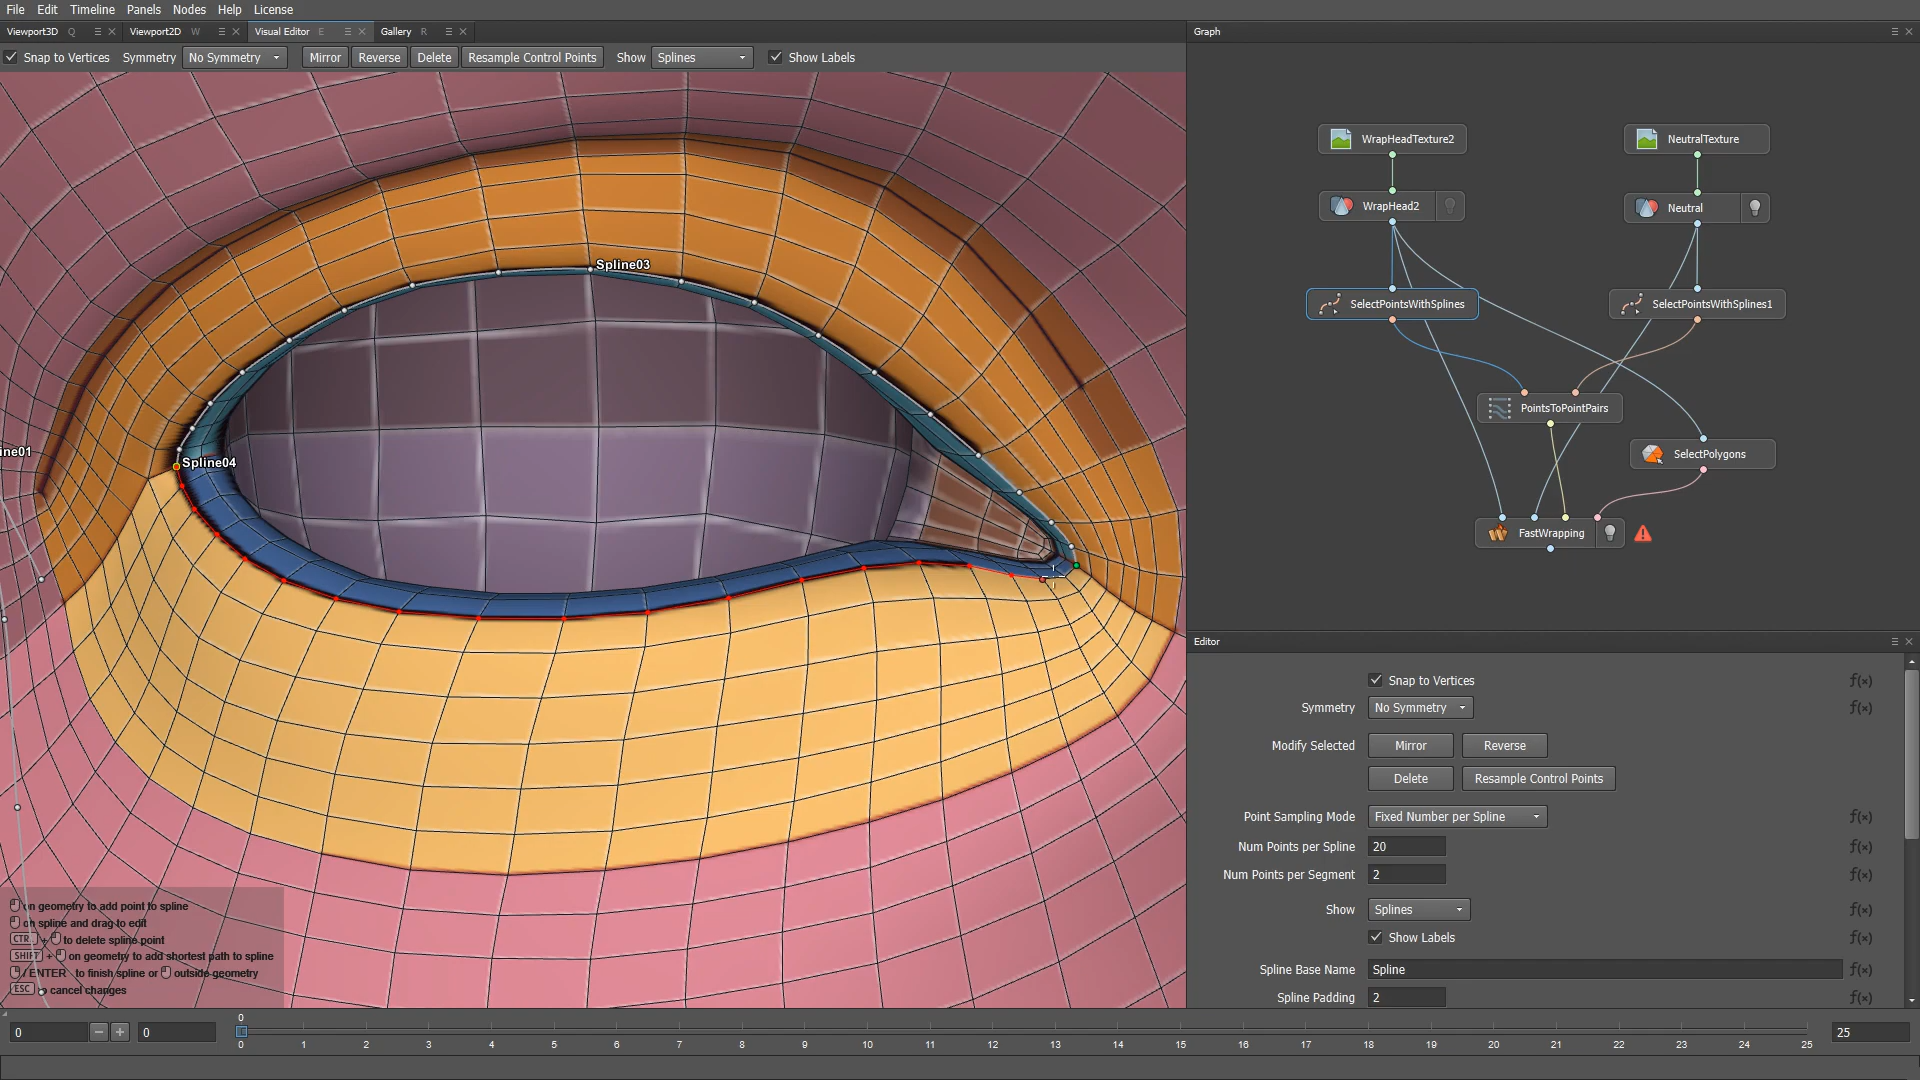 File Edit Timeline Panels Nodes Help License
Viewport3D Q Viewport2D W Visual Editor E Gallery R Graph
Snap to Vertices Symmetry No Symmetry Mirror Reverse Delete Resample Control Points Show Splines Show Labels
WrapHeadTexture2 NeutralTexture
WrapHead2 Neutral
Spline03
SelectPointsWithSplines SelectPointsWithSplines1
PointsToPointPairs
ine01
Spline04
SelectPolygons
FastWrapping
Editor
Snap to Vertices f(x)
Symmetry No Symmetry f(x)
Modify Selected Mirror Reverse
Delete Resample Control Points
Point Sampling Mode Fixed Number per Spline f(x)
Num Points per Spline 20 f(x)
Num Points per Segment 2 f(x)
Show Splines f(x)
Show Labels f(x)
Spline Base Name Spline f(x)
Spline Padding 2 f(x)
on geometry to add point to spline
on spline and drag to edit
CTRL + to delete spline point
SHIFT + on geometry to add shortest path to spline
/ ENTER to finish spline or outside geometry
ESC to cancel changes
0
0 0 25
0 1 2 3 4 5 6 7 8 9 10 11 12 13 14 15 16 17 18 19 20 21 22 23 24 25